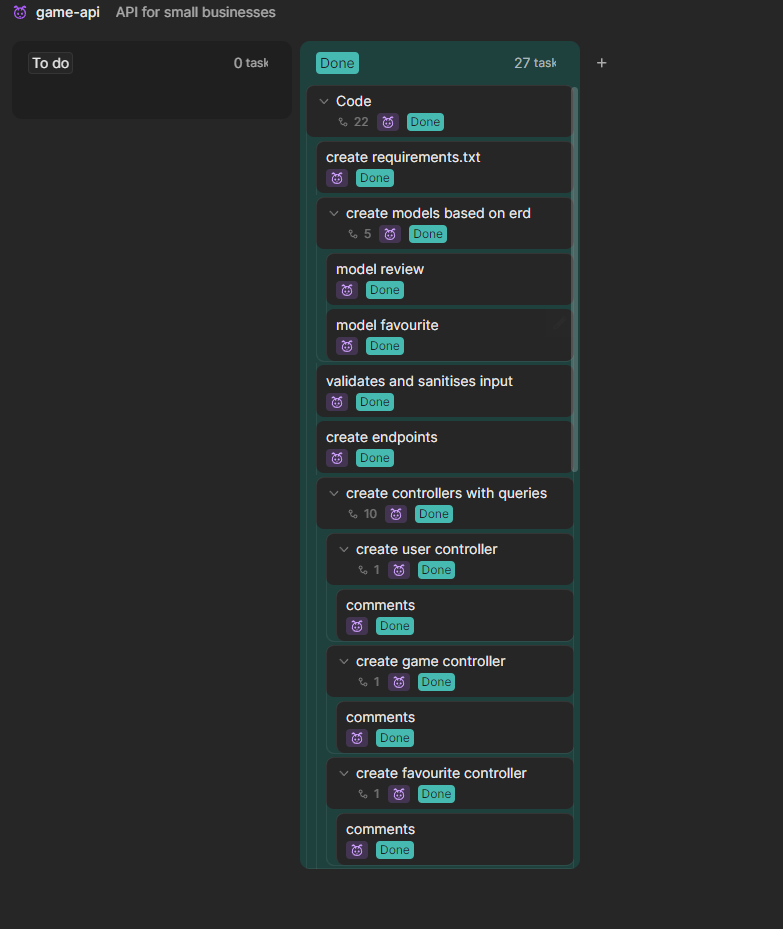 game-api API for small businesses
To do 0 task
Done 27 task
+
Code
22 Done
create requirements.txt
Done
create models based on erd
5 Done
model review
Done
model favourite
Done
validates and sanitises input
Done
create endpoints
Done
create controllers with queries
10 Done
create user controller
1 Done
comments
Done
create game controller
1 Done
comments
Done
create favourite controller
1 Done
comments
Done